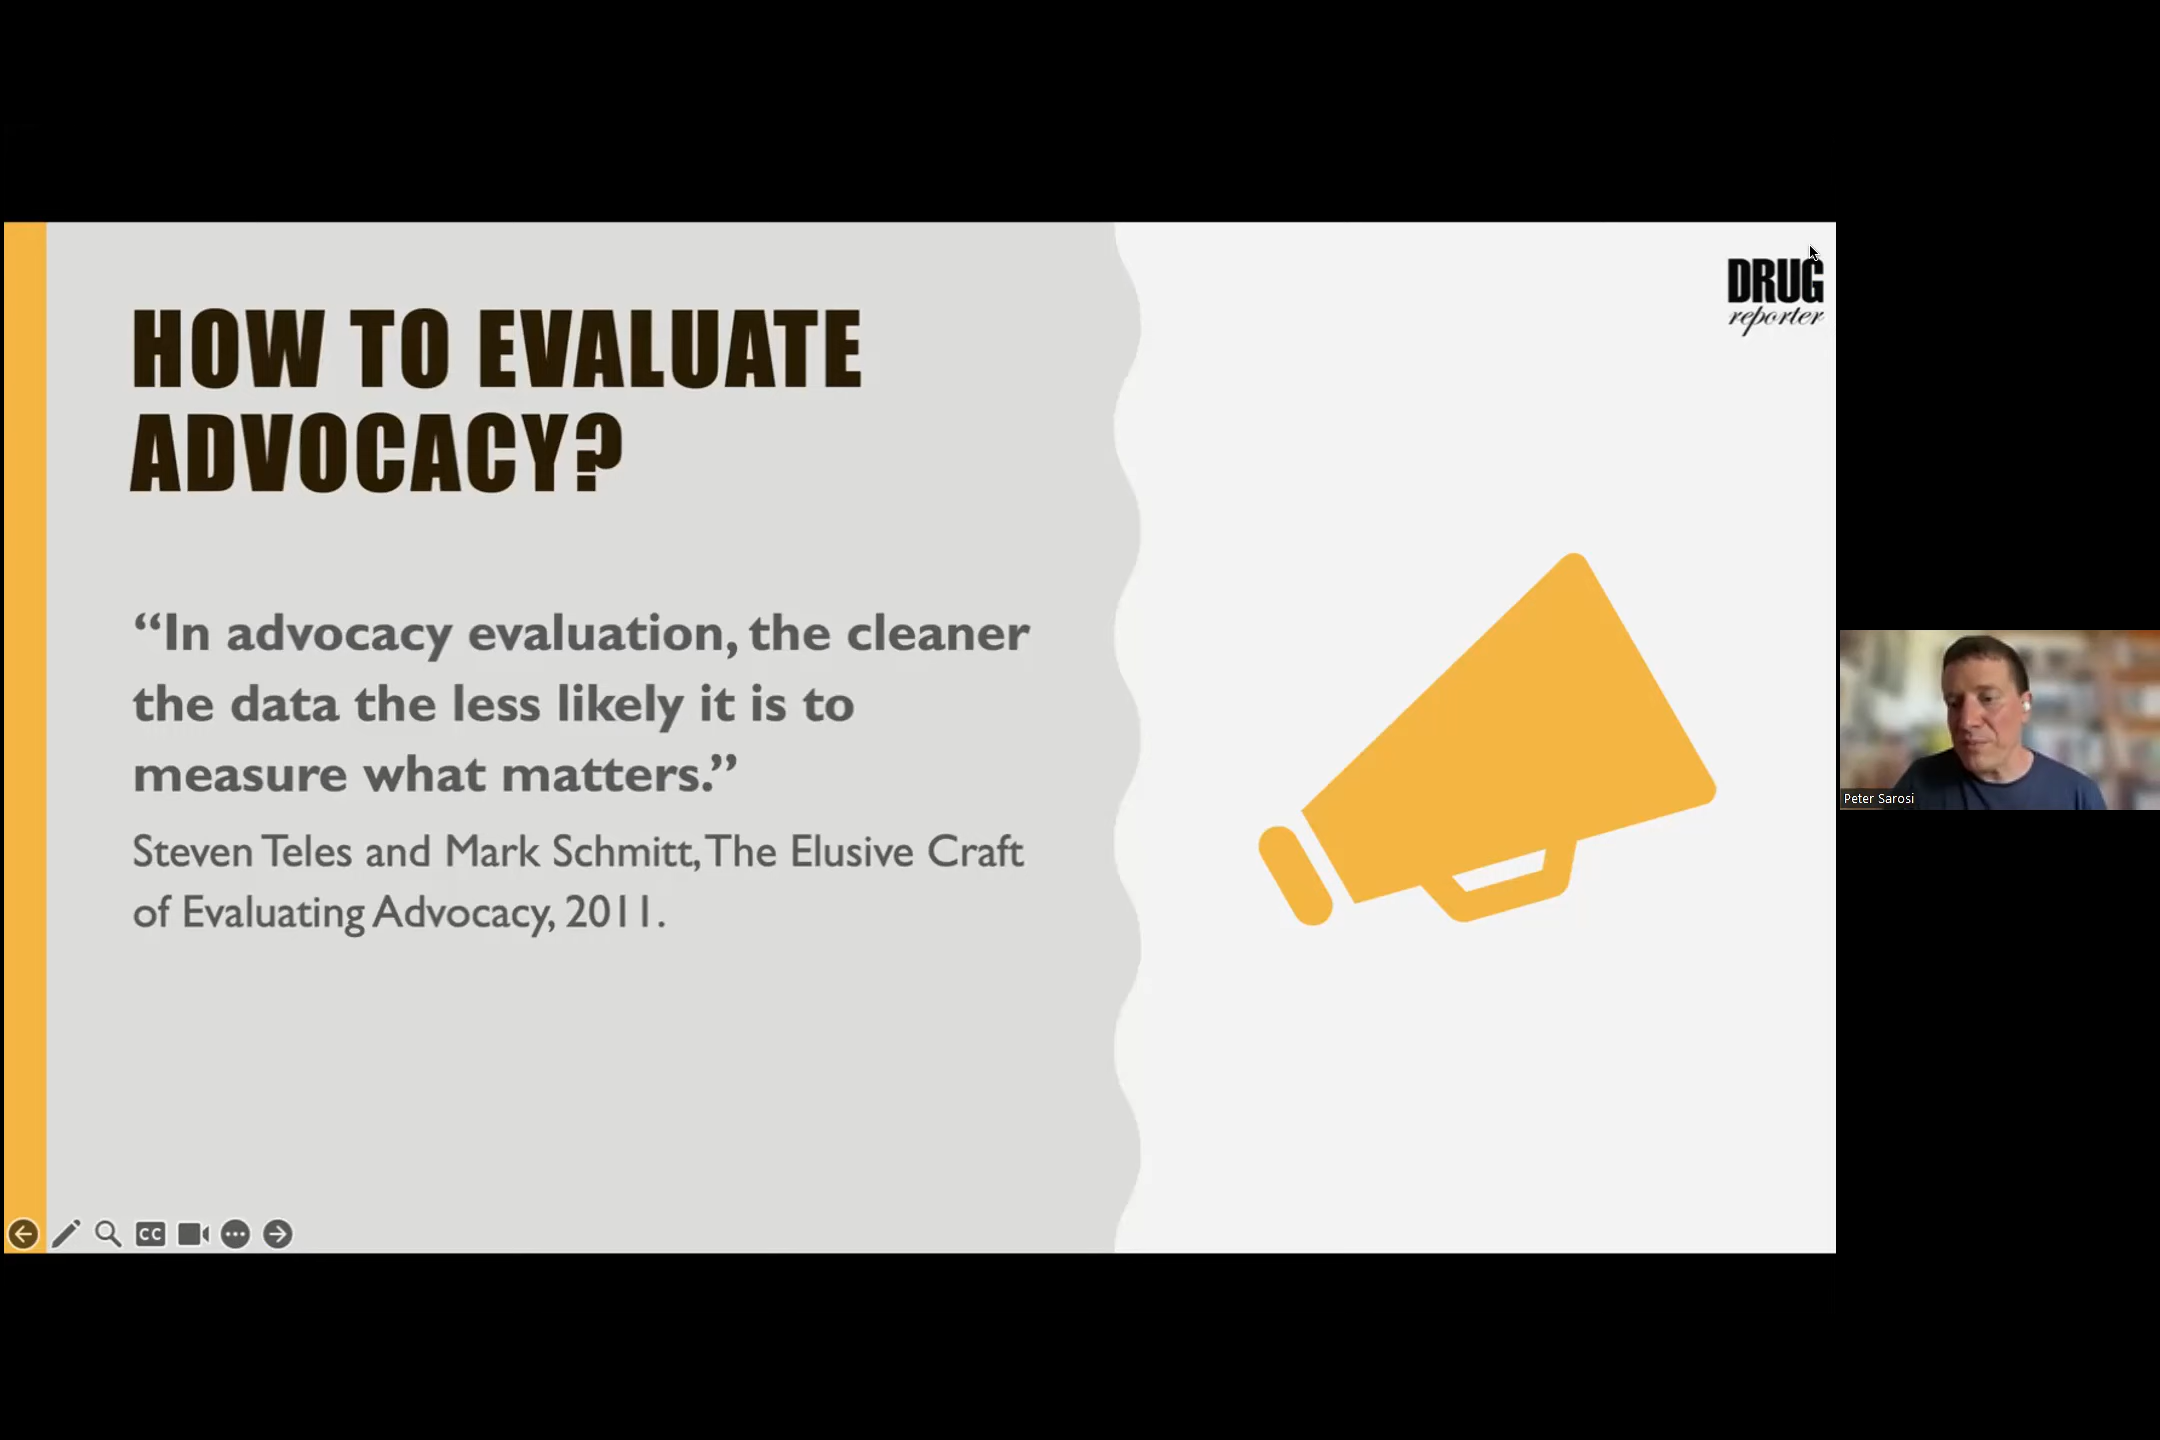 DRUG
reporter
HOW TO EVALUATE
ADVOCACY?
“In advocacy evaluation, the cleaner
the data the less likely it is to
measure what matters.”
Steven Teles and Mark Schmitt, The Elusive Craft
of Evaluating Advocacy, 2011.
Peter Sarosi
CC